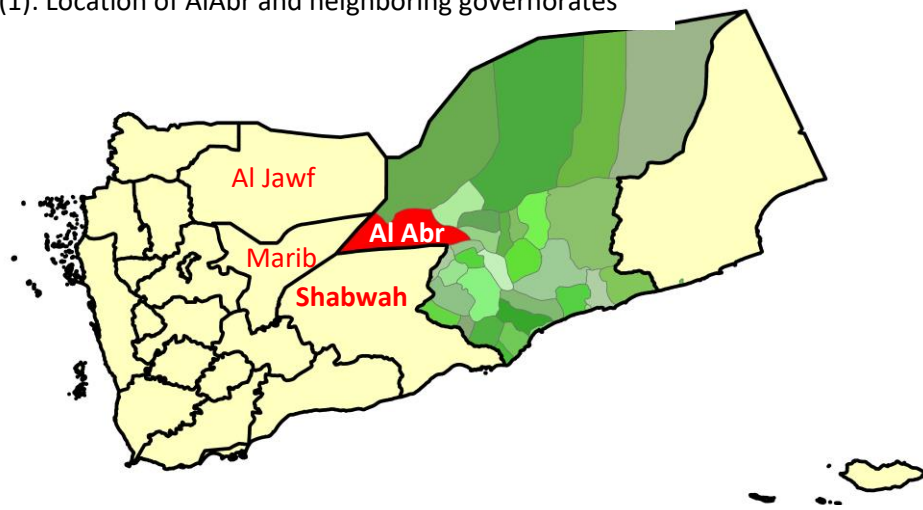 (1): Location of AlAbr and neighboring governorates
Al Jawf
Al Abr
Marib
Shabwah